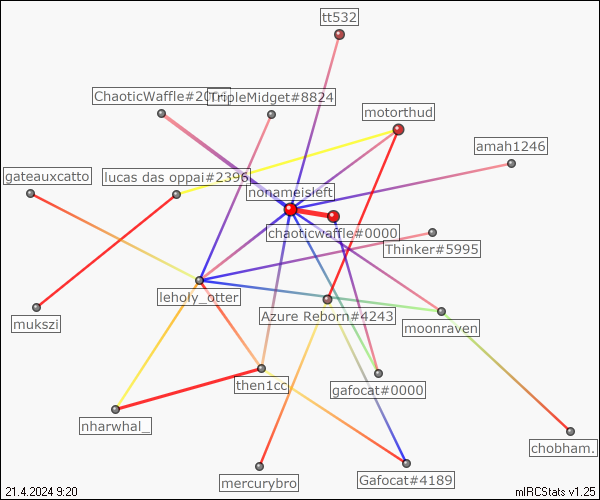 tt532
ChaoticWaffle#20
TripleMidget#8824
motorthud
amah1246
gateauxcatto
lucas das oppai#2396
nonameisleft
chaoticwaffle#0000
Thinker#5995
leholy_otter
Azure Reborn#4243
mukszi
moonraven
then1cc
gafocat#0000
nharwhal_
chobham.
mercurybro
Gafocat#4189
21.4.2024 9:20
mIRCStats v1.25